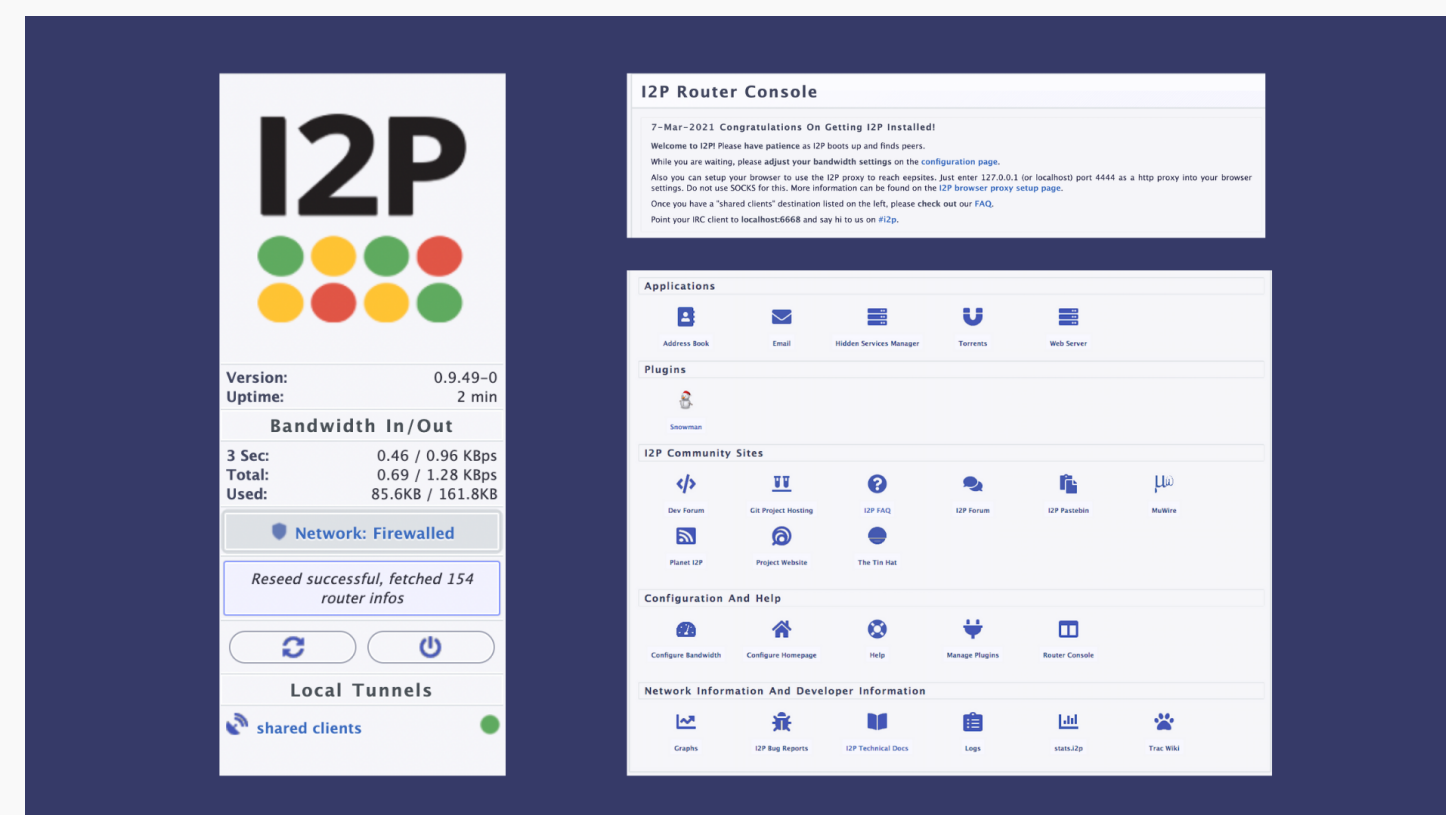 I2P
Version: 0.9.49-0
Uptime: 2 min
Bandwidth In/Out
3 Sec: 0.46 / 0.96 KBps
Total: 0.69 / 1.28 KBps
Used: 85.6KB / 161.8KB
Network: Firewalled
Reseed successful, fetched 154
router infos
Local Tunnels
shared clients
I2P Router Console
7-Mar-2021 Congratulations On Getting I2P Installed!
Welcome to I2P! Please have patience as I2P boots up and finds peers.
While you are waiting, please adjust your bandwidth settings on the configuration page.
Also you can setup your browser to use the I2P proxy to reach eepsites. Just enter 127.0.0.1 (or localhost) port 4444 as a http proxy into your browser
settings. Do not use SOCKS for this. More information can be found on the I2P browser proxy setup page.
Once you have a "shared clients" destination listed on the left, please check out our FAQ.
Point your IRC client to localhost:6668 and say hi to us on #i2p.
Applications
Address Book Email Hidden Services Manager Torrents Web Server
Plugins
Snowman
I2P Community Sites
μω
Dev Forum Git Project Hosting I2P FAQ I2P Forum I2P Pastebin MuWire
Planet I2P Project Website The Tin Hat
Configuration And Help
Configure Bandwidth Configure Homepage Help Manage Plugins Router Console
Network Information And Developer Information
Graphs I2P Bug Reports I2P Technical Docs Logs stats.i2p Trac Wiki